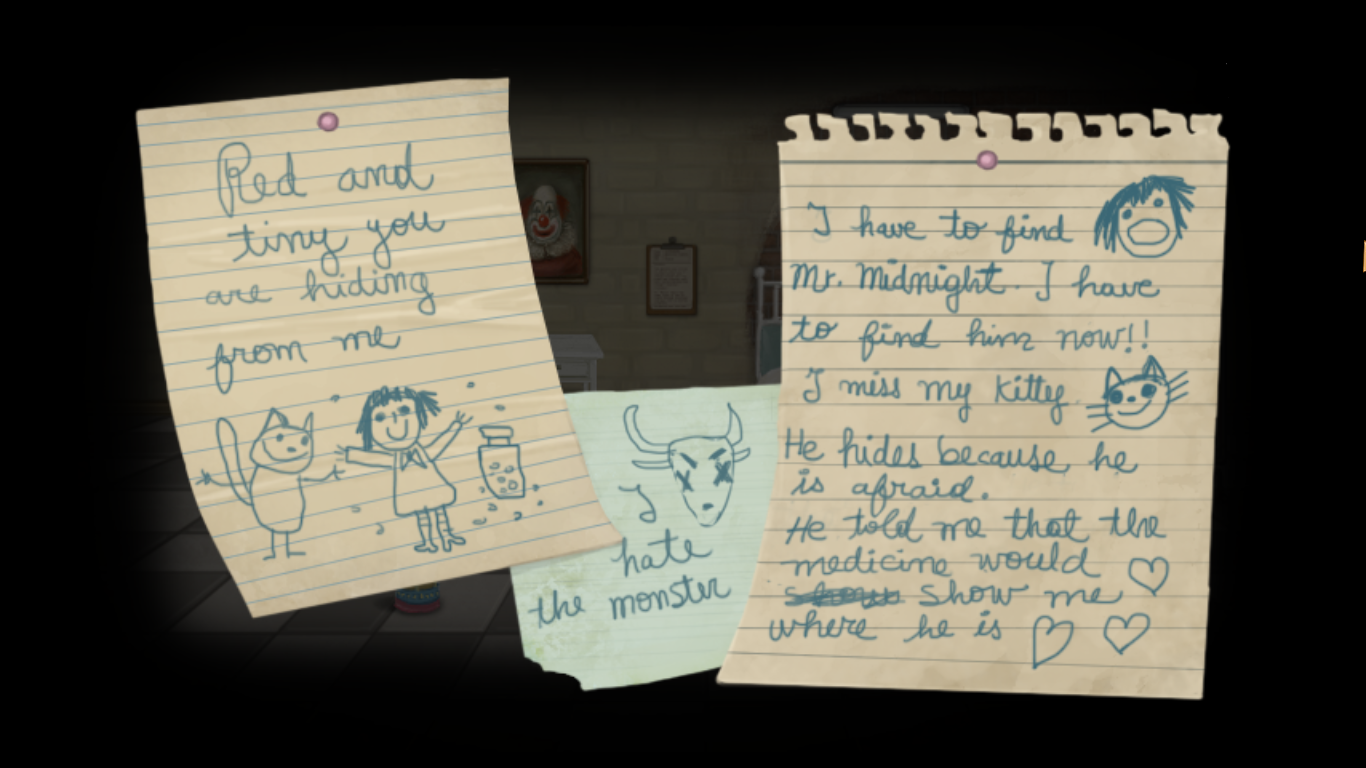 Red and
tiny you
are hiding
from me
I
hate
the monster
I have to find
Mr. Midnight. I have
to find him now!!
I miss my Kitty
He hides because he
is afraid.
He told me that the
medicine would
show me
where he is